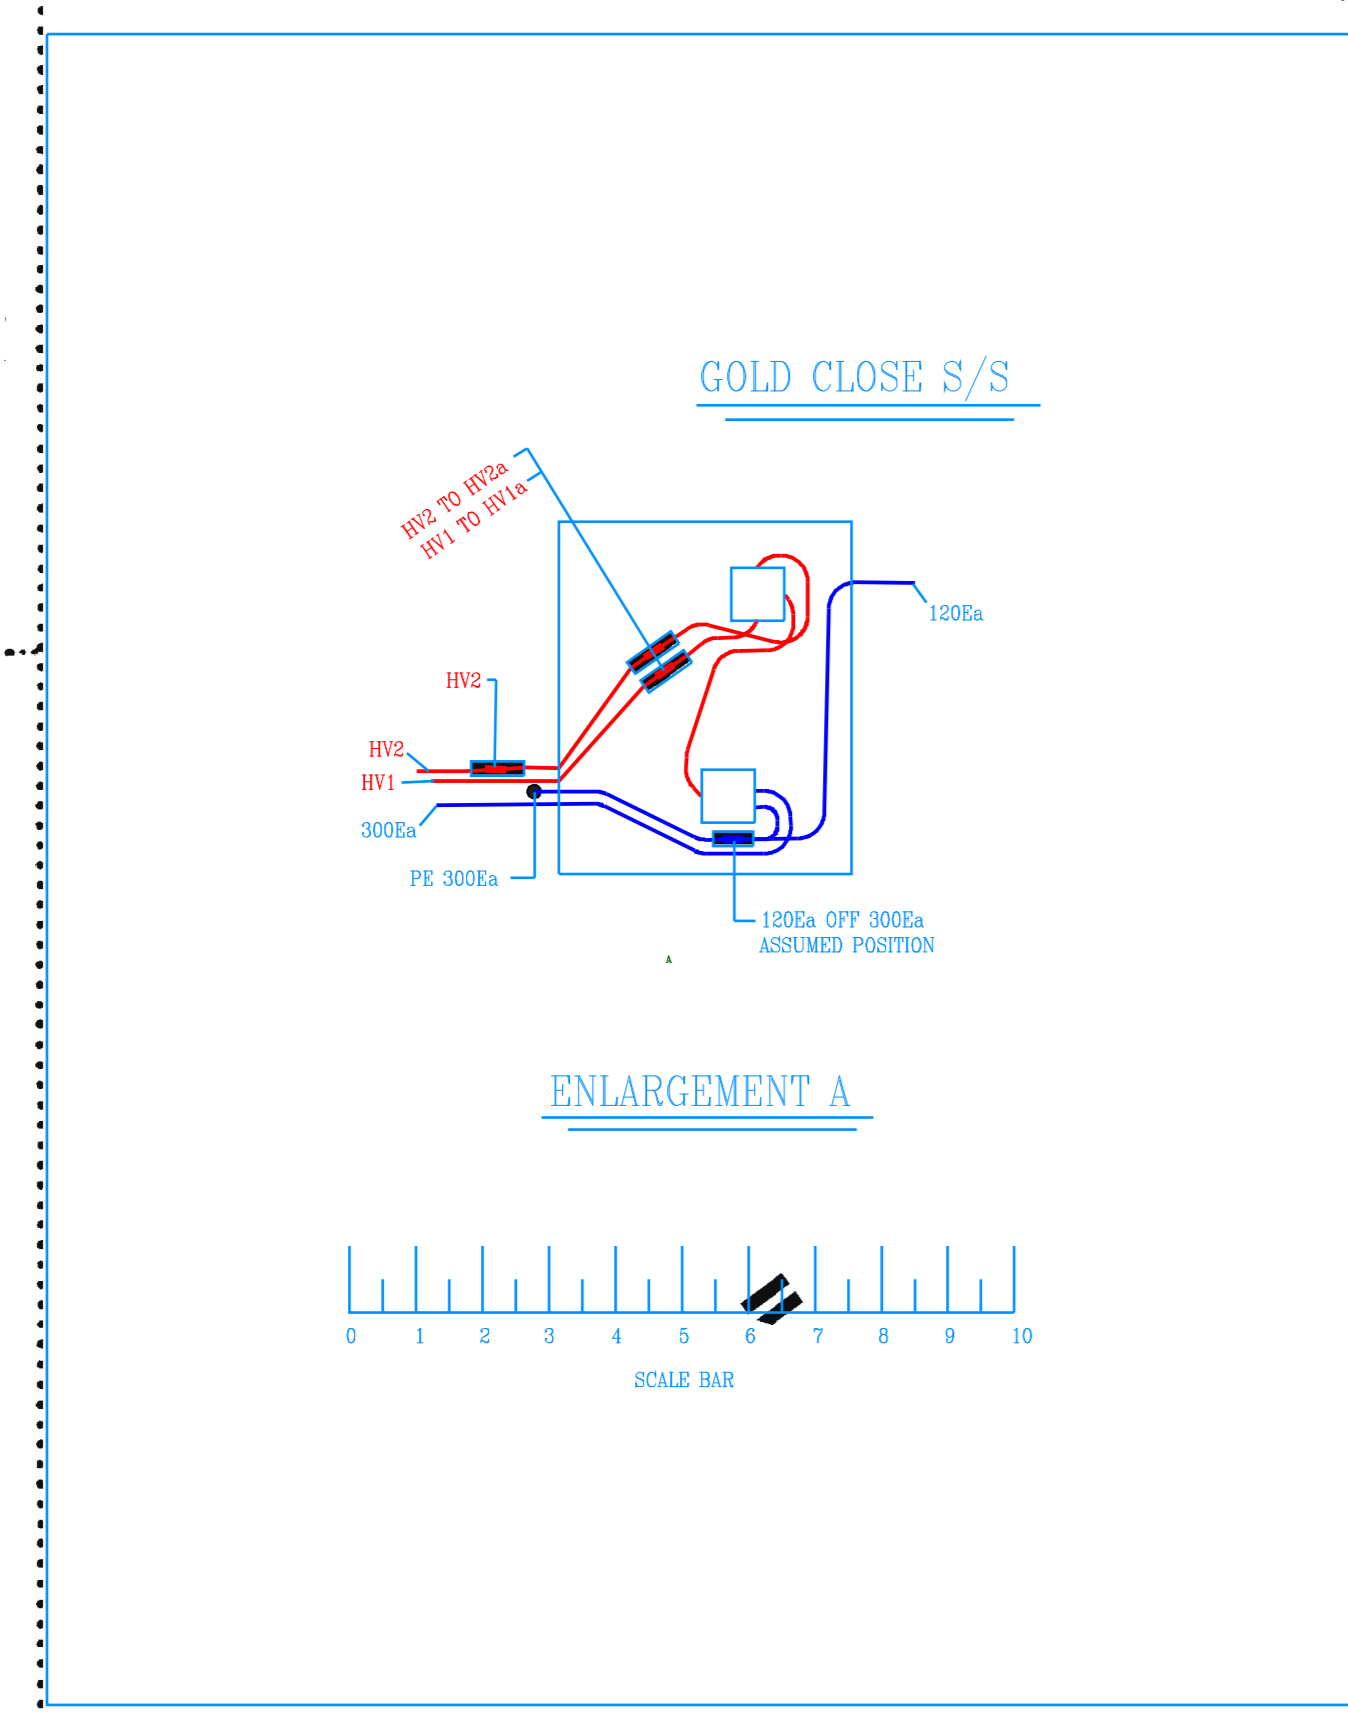 GOLD CLOSE S/S
HV2 TO HV2a
HV1 TO HV1a
120Ea
HV2
HV2
HV1
300Ea
PE 300Ea
120Ea OFF 300Ea
ASSUMED POSITION
A
ENLARGEMENT A
0 1 2 3 4 5 6 7 8 9 10
SCALE BAR